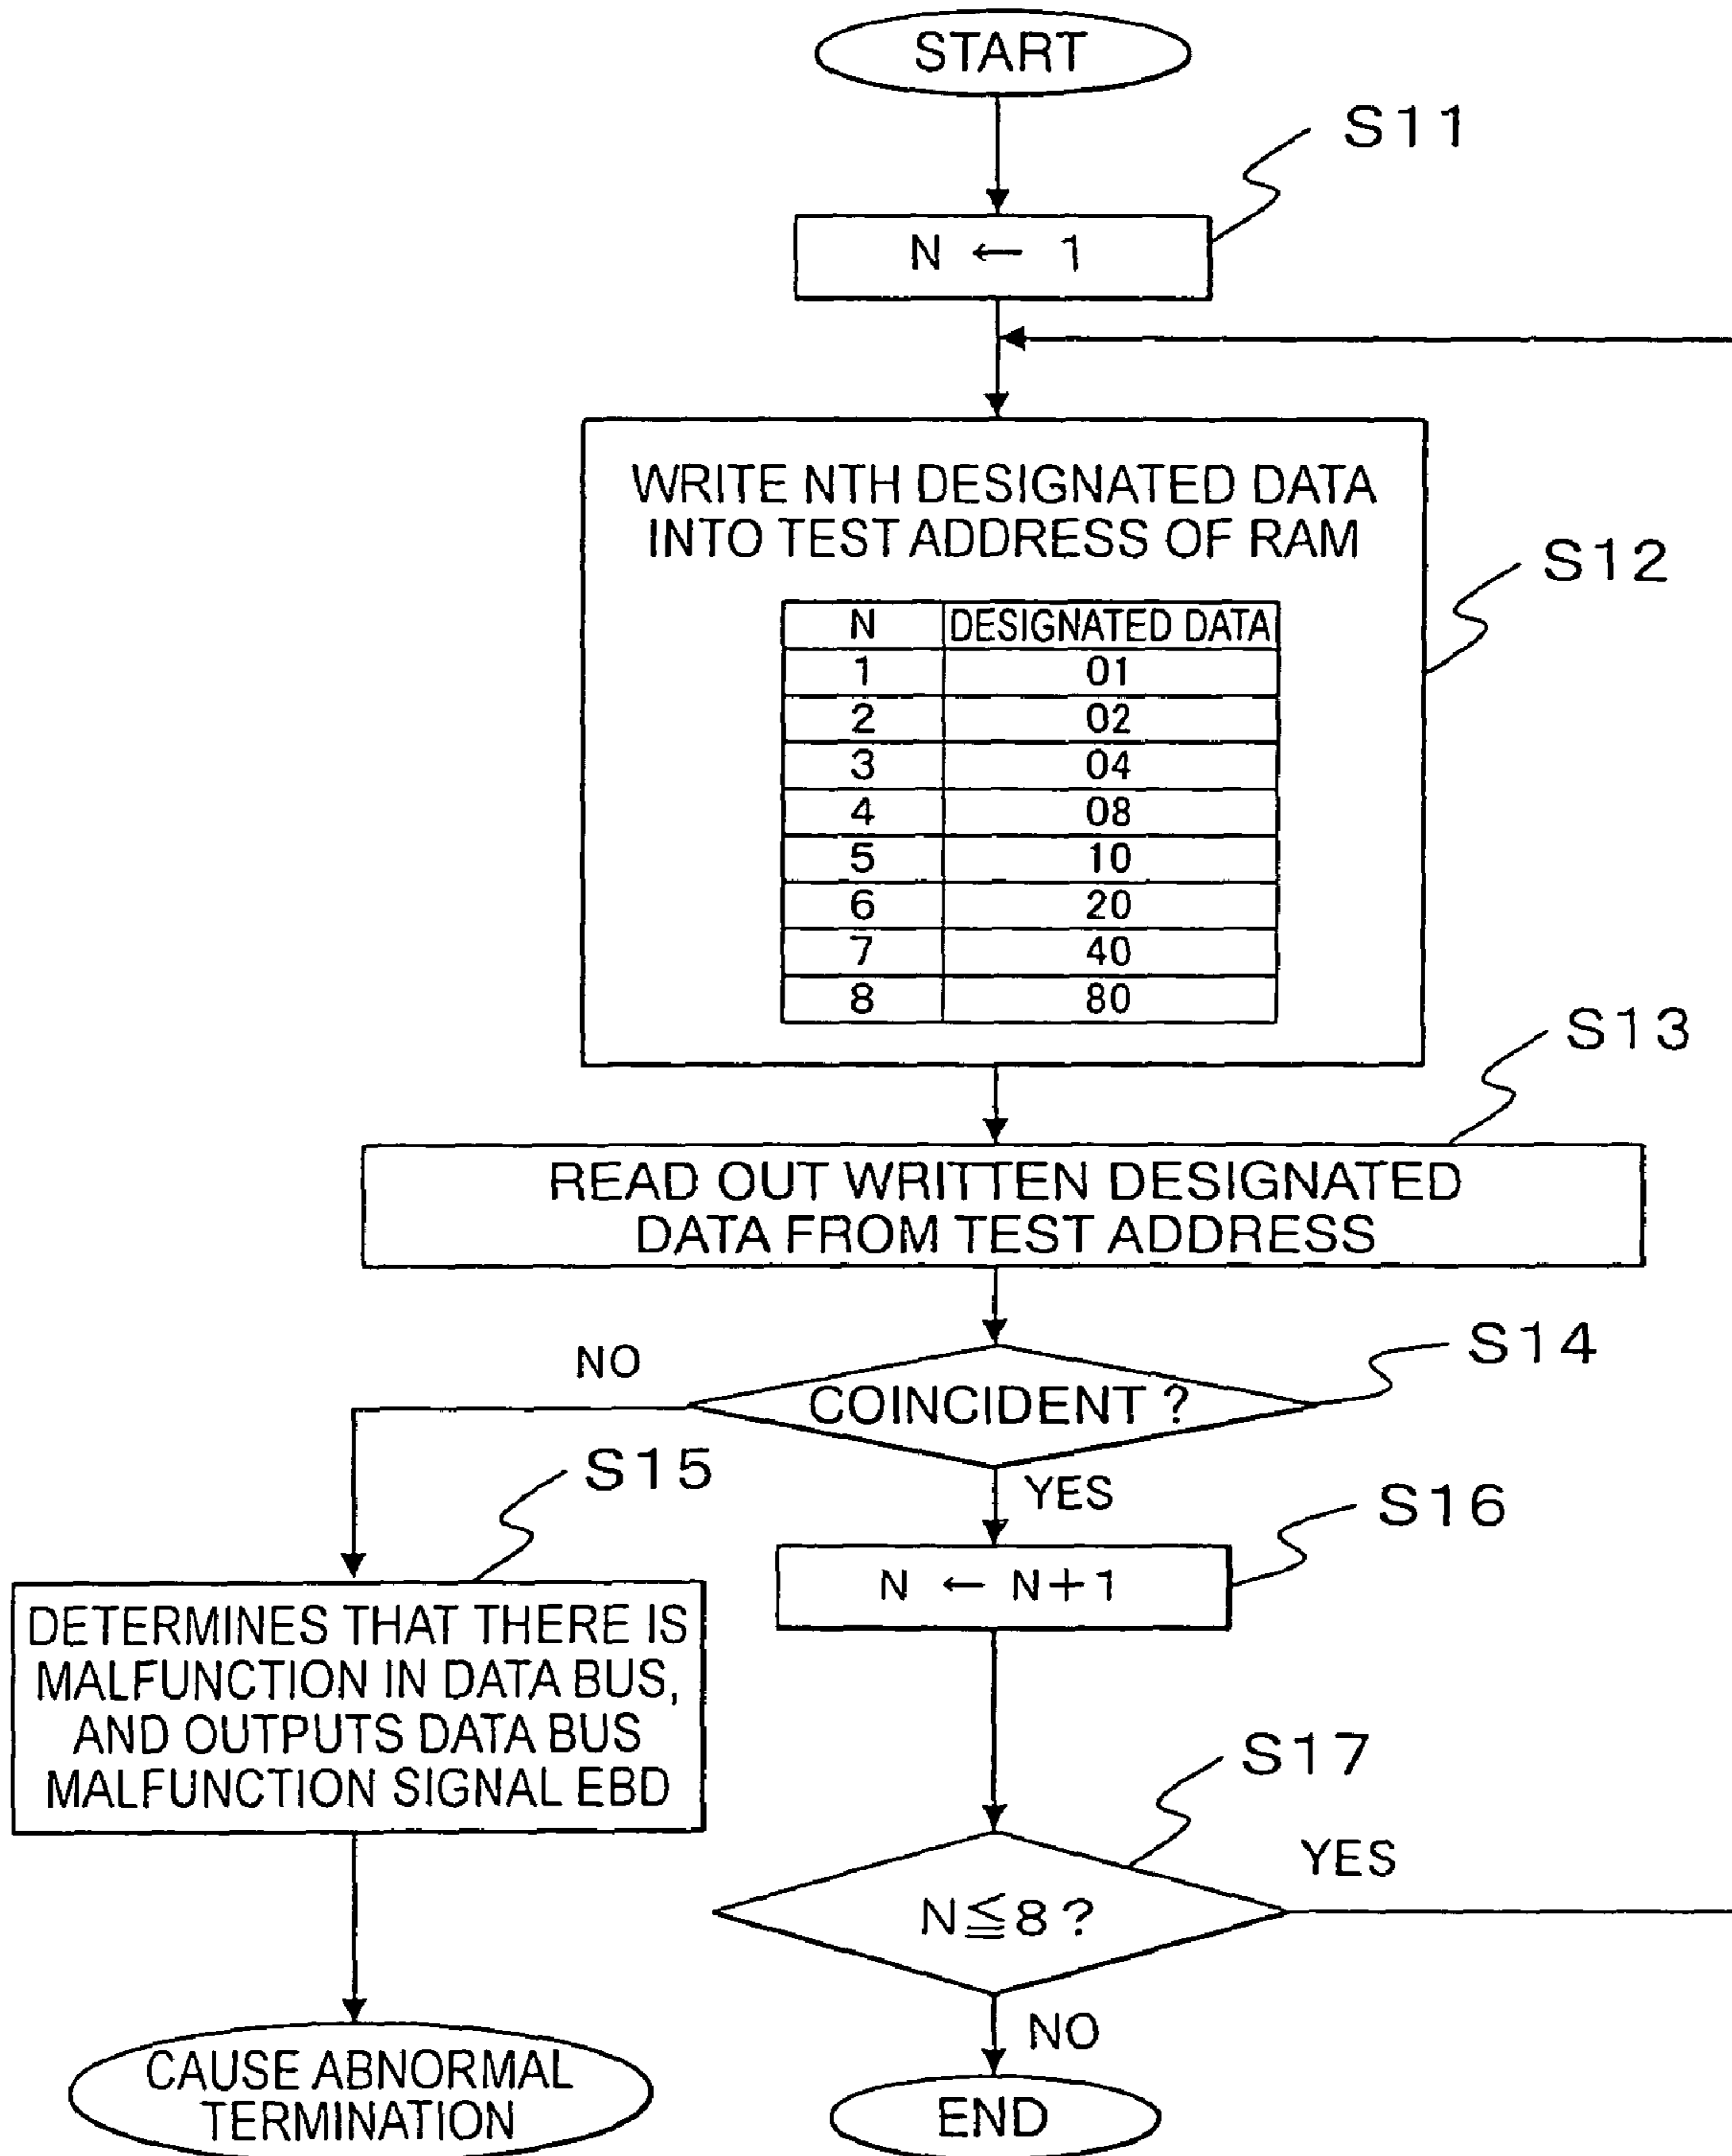 START
S11
N ← 1
WRITE NTH DESIGNATED DATA
INTO TEST ADDRESS OF RAM
S12
N DESIGNATED DATA
1 01
2 02
3 04
4 08
5 10
6 20
7 40
8 80
S13
READ OUT WRITTEN DESIGNATED
DATA FROM TEST ADDRESS
S14
NO
COINCIDENT ?
S15
YES
S16
N ← N+1
DETERMINES THAT THERE IS
MALFUNCTION IN DATA BUS,
AND OUTPUTS DATA BUS
MALFUNCTION SIGNAL EBD
S17
YES
N≦8 ?
NO
CAUSE ABNORMAL
TERMINATION
END